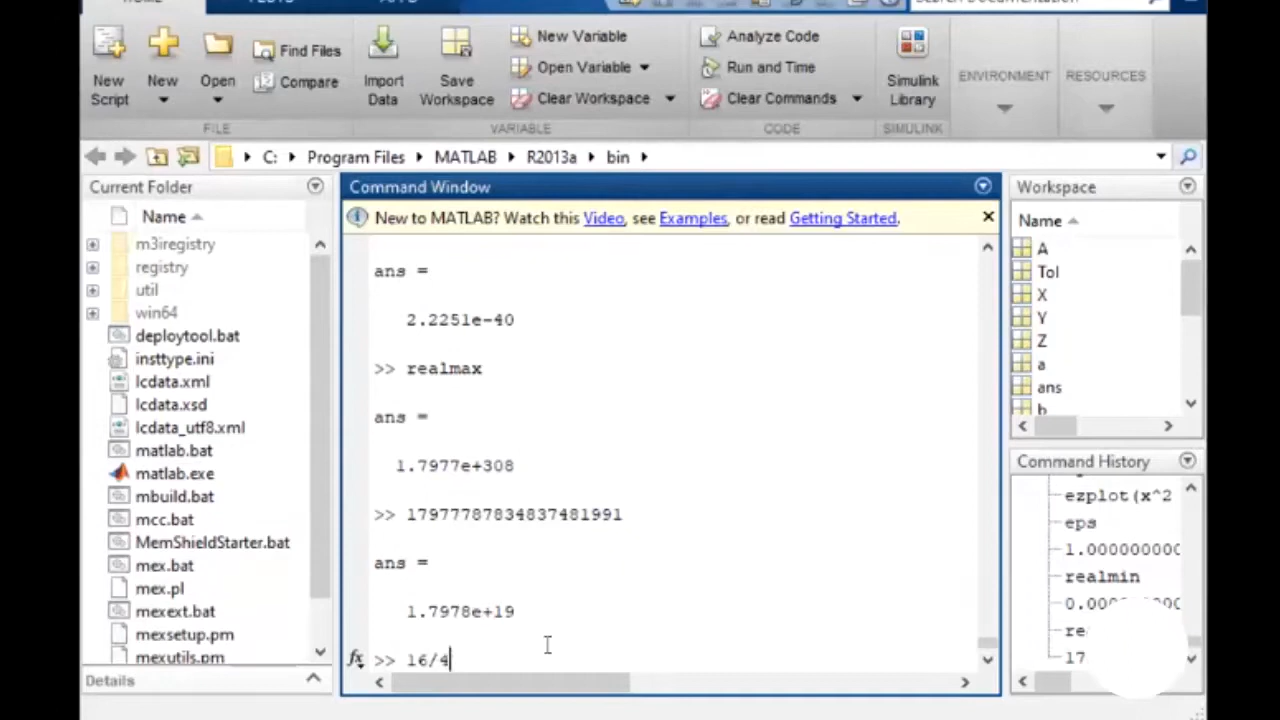 New Script
New
Open
Find Files
Compare
Import Data
Save Workspace
New Variable
Open Variable
Clear Workspace
Analyze Code
Run and Time
Clear Commands
Simulink Library
ENVIRONMENT
RESOURCES
FILE
VARIABLE
CODE
SIMULINK
C: Program Files MATLAB R2013a bin
Current Folder
Name
m3iregistry
registry
util
win64
deploytool.bat
insttype.ini
lcdata.xml
lcdata.xsd
lcdata_utf8.xml
matlab.bat
matlab.exe
mbuild.bat
mcc.bat
MemShieldStarter.bat
mex.bat
mex.pl
mexext.bat
mexsetup.pm
mexutils.pm
Details
Command Window
New to MATLAB? Watch this Video, see Examples, or read Getting Started.
ans =
2.2251e-40
>> realmax
ans =
1.7977e+308
>> 17977787834837481991
ans =
1.7978e+19
fx >> 16/4
Workspace
Name
A
Tol
X
Y
Z
a
ans
b
Command History
ezplot(x^2
eps
1.000000000
realmin
re
17